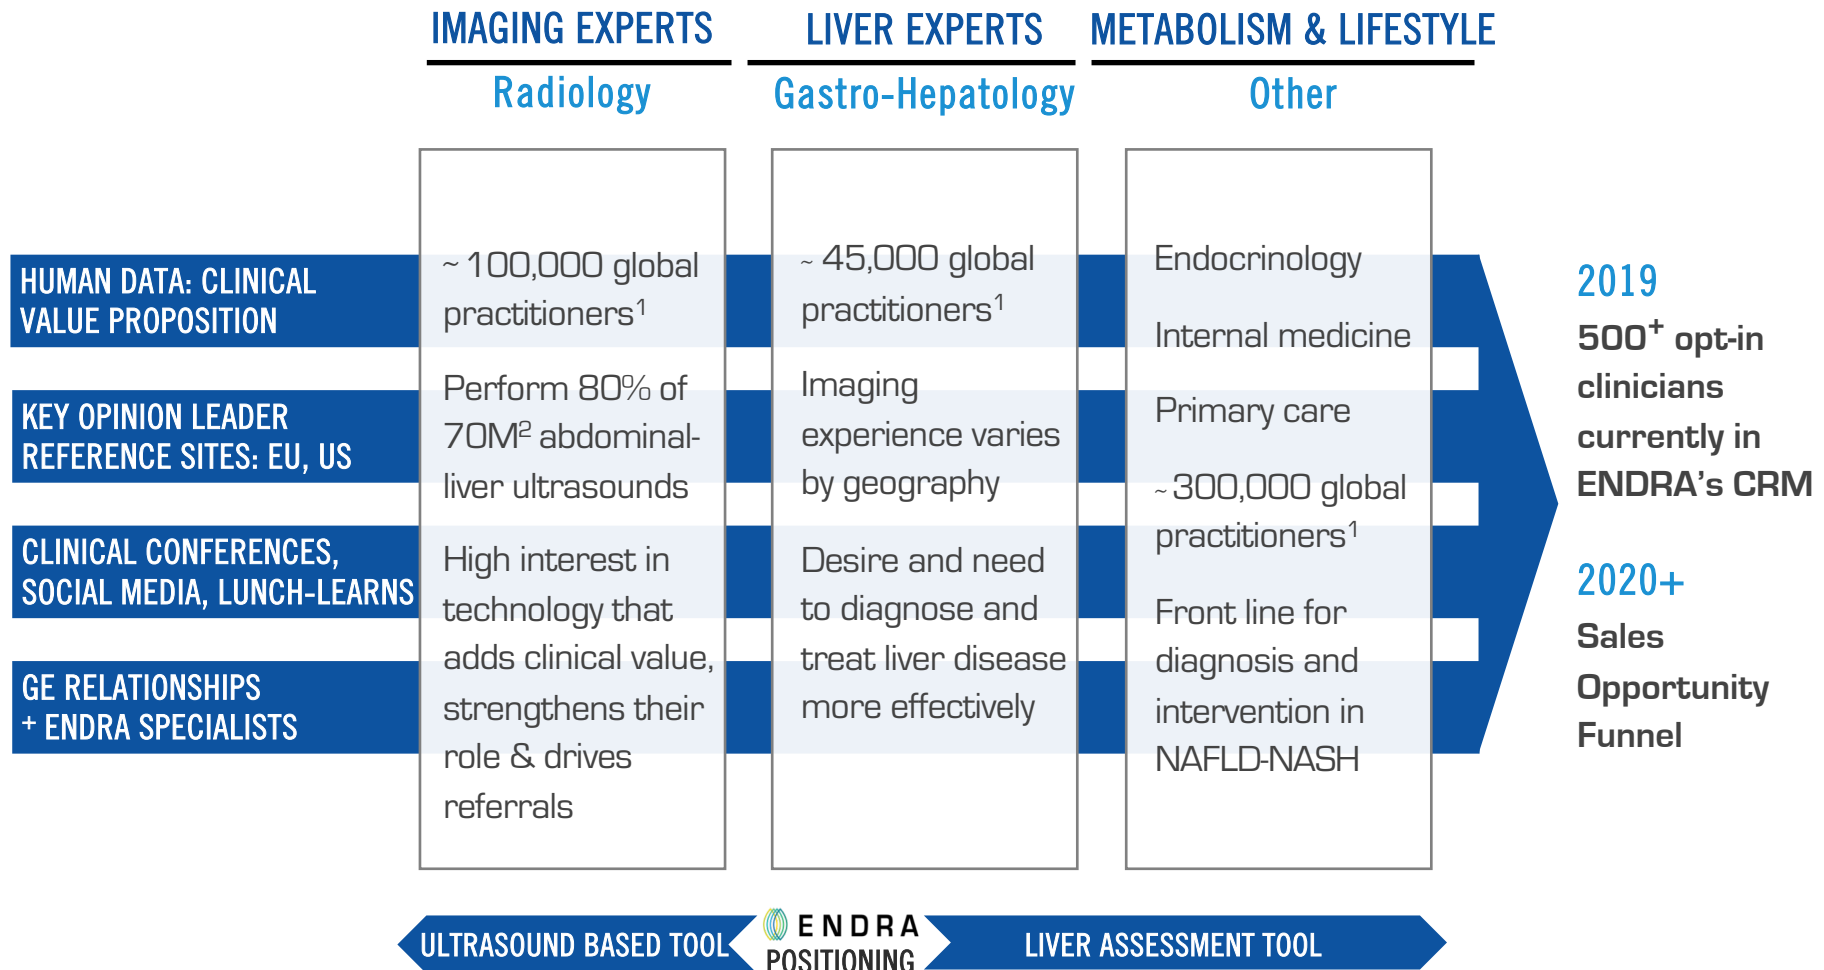 IMAGING EXPERTS
Radiology
LIVER EXPERTS
Gastro-Hepatology
METABOLISM & LIFESTYLE
Other
HUMAN DATA: CLINICAL
VALUE PROPOSITION
KEY OPINION LEADER
REFERENCE SITES: EU, US
CLINICAL CONFERENCES,
SOCIAL MEDIA, LUNCH-LEARNS
GE RELATIONSHIPS
+ ENDRA SPECIALISTS
~ 100,000 global
practitioners¹
Perform 80% of
70M² abdominal-
liver ultrasounds
High interest in
technology that
adds clinical value,
strengthens their
role & drives
referrals
~ 45,000 global
practitioners¹
Imaging
experience varies
by geography
Desire and need
to diagnose and
treat liver disease
more effectively
Endocrinology
Internal medicine
Primary care
~ 300,000 global
practitioners¹
Front line for
diagnosis and
intervention in
NAFLD-NASH
2019
500⁺ opt-in
clinicians
currently in
ENDRA's CRM
2020+
Sales
Opportunity
Funnel
ULTRASOUND BASED TOOL
ENDRA
POSITIONING
LIVER ASSESSMENT TOOL